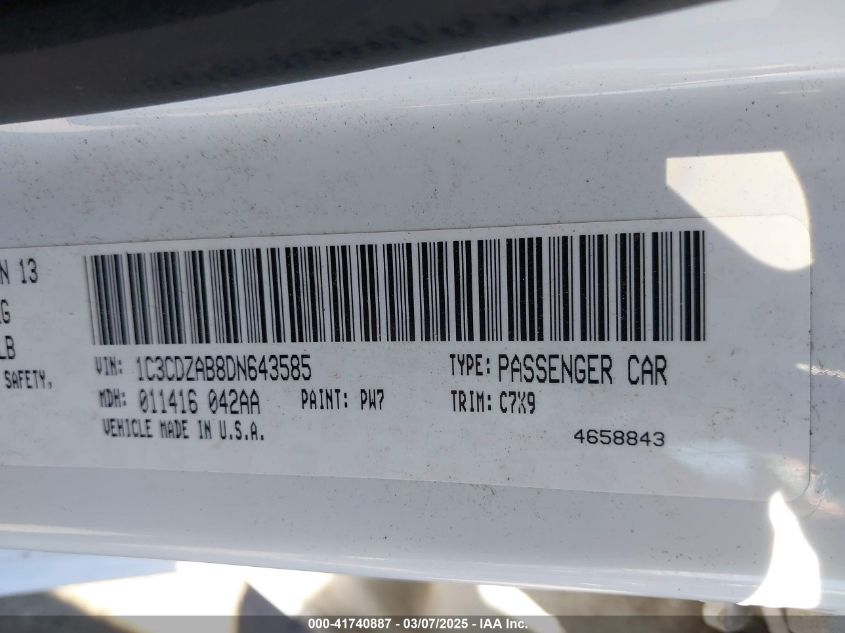 N 13
G
LB
SAFETY,
VIN: 1C3CDZAB8DN643585 TYPE: PASSENGER CAR
MDH: 011416 042AA PAINT: PW7 TRIM: C7X9
VEHICLE MADE IN U.S.A. 4658843
000-41740887 - 03/07/2025 - IAA Inc.